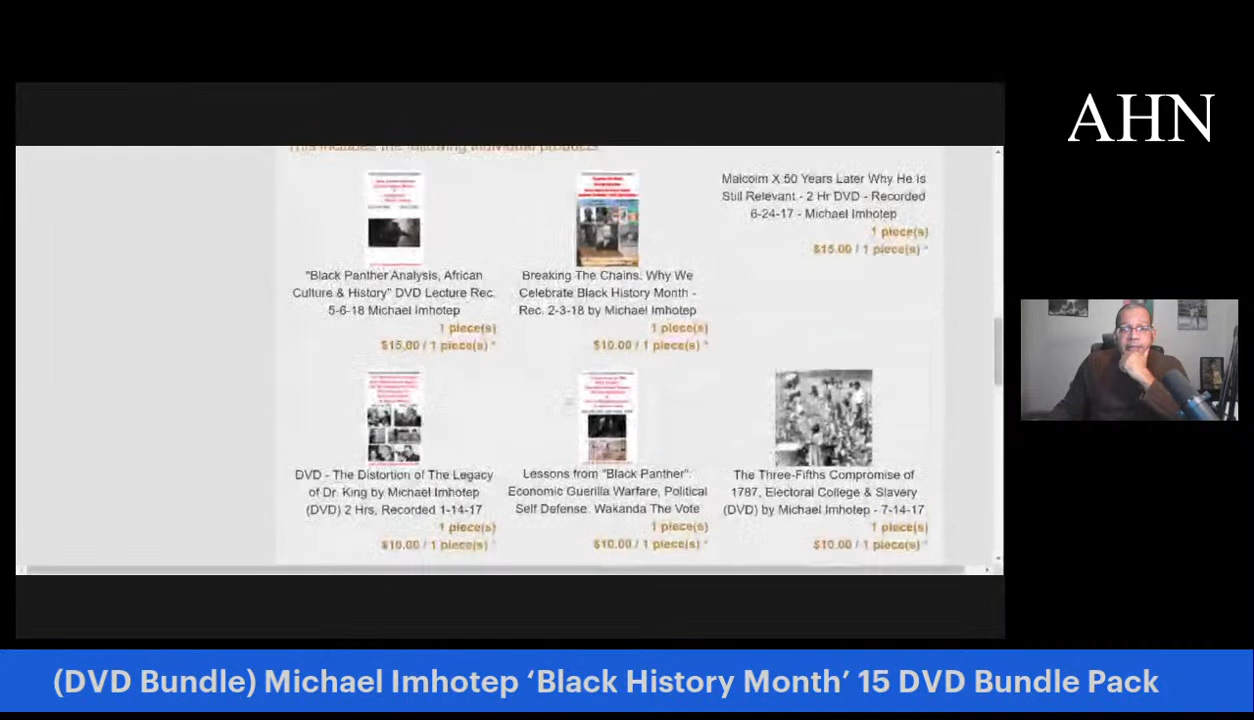 AHN
This includes the following individual products
"Black Panther Analysis, African
Culture & History" DVD Lecture Rec.
5-6-18 Michael Imhotep
1 piece(s)
$15.00 / 1 piece(s) *
Breaking The Chains: Why We
Celebrate Black History Month -
Rec. 2-3-18 by Michael Imhotep
1 piece(s)
$10.00 / 1 piece(s) *
Malcolm X 50 Years Later Why He Is
Still Relevant - 2 Hr DVD - Recorded
6-24-17 - Michael Imhotep
1 piece(s)
$15.00 / 1 piece(s) *
DVD - The Distortion of The Legacy
of Dr. King by Michael Imhotep
(DVD) 2 Hrs, Recorded 1-14-17
1 piece(s)
$10.00 / 1 piece(s) *
Lessons from "Black Panther":
Economic Guerilla Warfare, Political
Self Defense. Wakanda The Vote
1 piece(s)
$10.00 / 1 piece(s) *
The Three-Fifths Compromise of
1787, Electoral College & Slavery
(DVD) by Michael Imhotep - 7-14-17
1 piece(s)
$10.00 / 1 piece(s) *
(DVD Bundle) Michael Imhotep ‘Black History Month’ 15 DVD Bundle Pack